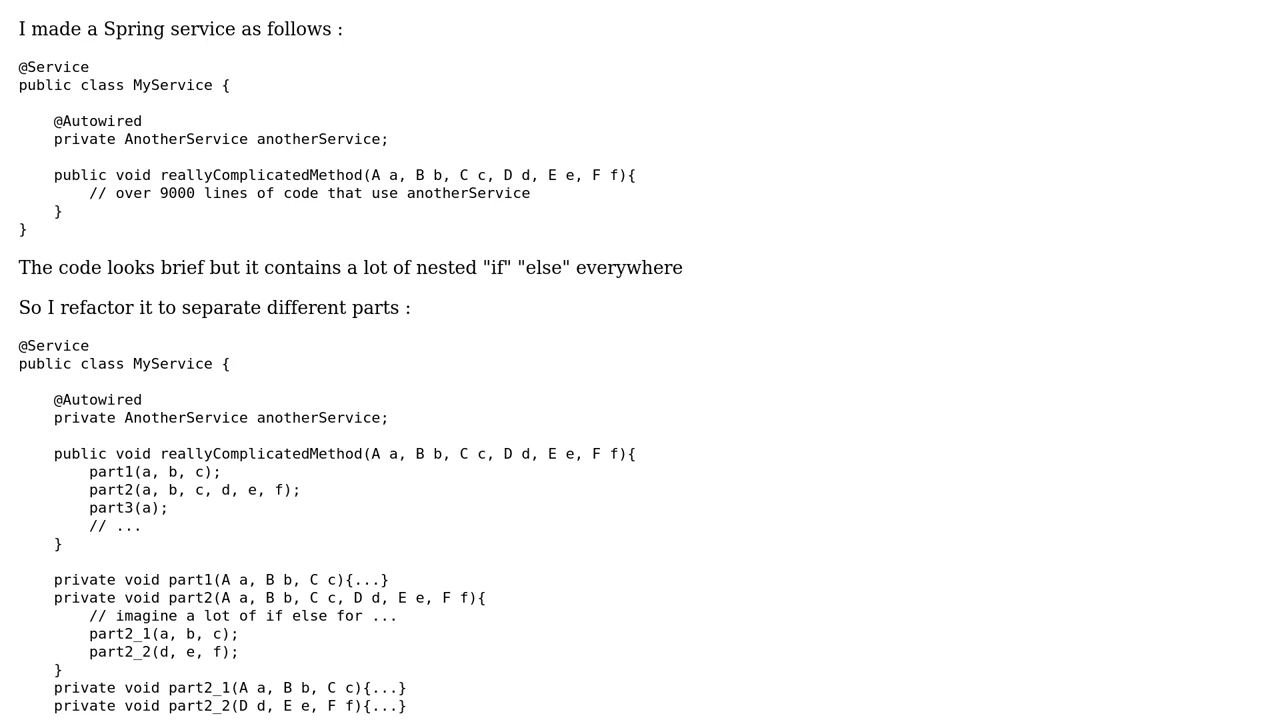 I made a Spring service as follows :
@Service
public class MyService {
    @Autowired
    private AnotherService anotherService;
    public void reallyComplicatedMethod(A a, B b, C c, D d, E e, F f){
        // over 9000 lines of code that use anotherService
    }
}
The code looks brief but it contains a lot of nested "if" "else" everywhere
So I refactor it to separate different parts :
@Service
public class MyService {
    @Autowired
    private AnotherService anotherService;
    public void reallyComplicatedMethod(A a, B b, C c, D d, E e, F f){
        part1(a, b, c);
        part2(a, b, c, d, e, f);
        part3(a);
        // ...
    }
    private void part1(A a, B b, C c){...}
    private void part2(A a, B b, C c, D d, E e, F f){
        // imagine a lot of if else for ...
        part2_1(a, b, c);
        part2_2(d, e, f);
    }
    private void part2_1(A a, B b, C c){...}
    private void part2_2(D d, E e, F f){...}